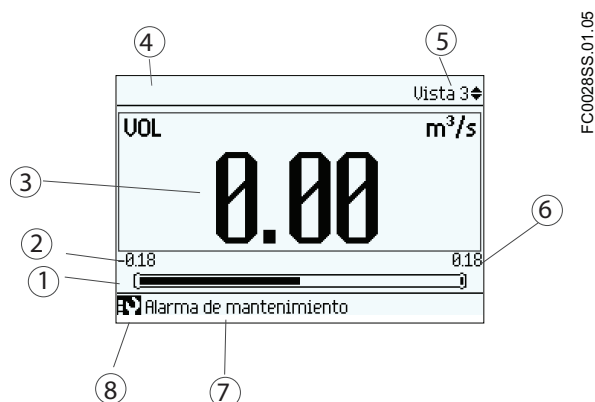 4
5
FC0028SS.01.05
Vista 3
VOL
m³/s
3
0.00
6
2
-0.18
0.18
1
Alarma de mantenimiento
8
7